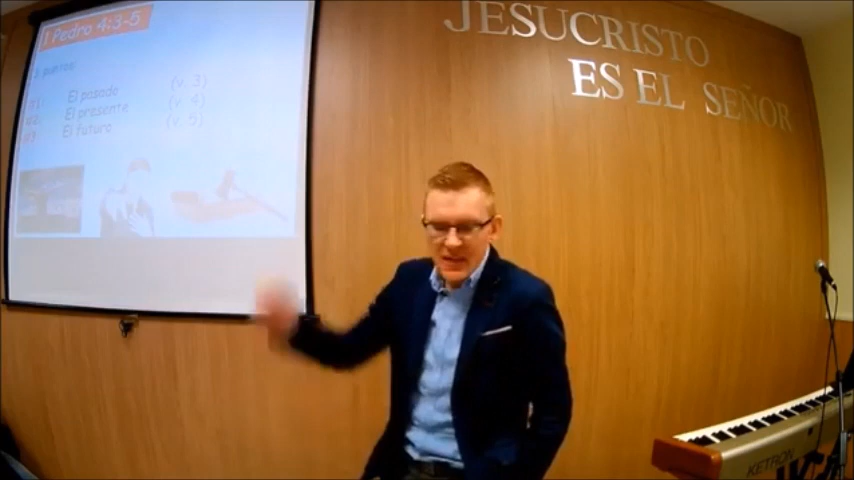 1 Pedro 4:3-5
3 puntos:
#1: El pasado (v. 3)
#2: El presente (v. 4)
#3: El futuro (v. 5)
JESUCRISTO
ES EL SEÑOR
KETRON